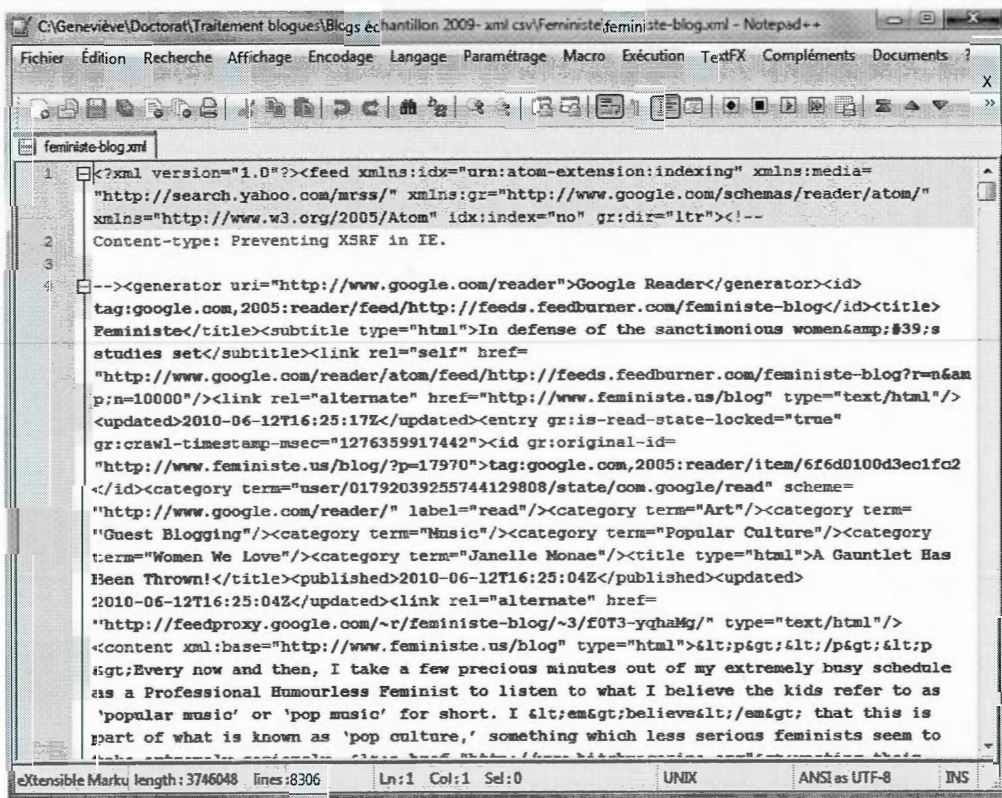 C:\Geneviève\Doctorat\Traitement blogues\Blogs échantillon 2009- xml csv\Feministe\feministe-blog.xml - Notepad++
Fichier Édition Recherche Affichage Encodage Langage Paramétrage Macro Exécution TextFX Compléments Documents ?
X
feministe-blog.xml
1 <?xml version="1.0"?><feed xmlns:idx="urn:atom-extension:indexing" xmlns:media=
"http://search.yahoo.com/mrss/" xmlns:gr="http://www.google.com/schemas/reader/atom/"
xmlns="http://www.w3.org/2005/Atom" idx:index="no" gr:dir="ltr"><!--
2 Content-type: Preventing XSRF in IE.
3
4 --><generator uri="http://www.google.com/reader">Google Reader</generator><id>
tag:google.com,2005:reader/feed/http://feeds.feedburner.com/feministe-blog</id><title>
Feministe</title><subtitle type="html">In defense of the sanctimonious women&amp;#39;s
studies set</subtitle><link rel="self" href=
"http://www.google.com/reader/atom/feed/http://feeds.feedburner.com/feministe-blog?r=n&am
p;n=10000"/><link rel="alternate" href="http://www.feministe.us/blog" type="text/html"/>
<updated>2010-06-12T16:25:17Z</updated><entry gr:is-read-state-locked="true"
gr:crawl-timestamp-msec="1276359917442"><id gr:original-id=
"http://www.feministe.us/blog/?p=17970">tag:google.com,2005:reader/item/6f6d0100d3ec1fc2
</id><category term="user/01792039255744129808/state/com.google/read" scheme=
"http://www.google.com/reader/" label="read"/><category term="Art"/><category term=
"Guest Blogging"/><category term="Music"/><category term="Popular Culture"/><category
term="Women We Love"/><category term="Janelle Monae"/><title type="html">A Gauntlet Has
Been Thrown!</title><published>2010-06-12T16:25:04Z</published><updated>
2010-06-12T16:25:04Z</updated><link rel="alternate" href=
"http://feedproxy.google.com/~r/feministe-blog/~3/f0T3-yqhaMg/" type="text/html"/>
<content xml:base="http://www.feministe.us/blog" type="html">&lt;p&gt;&lt;/p&gt;&lt;p
&gt;Every now and then, I take a few precious minutes out of my extremely busy schedule
as a Professional Humourless Feminist to listen to what I believe the kids refer to as
'popular music' or 'pop music' for short. I &lt;em&gt;believe&lt;/em&gt; that this is
part of what is known as 'pop culture,' something which less serious feminists seem to
eXtensible Marku length : 3746048 lines : 8306 Ln : 1 Col : 1 Sel : 0 UNIX ANSI as UTF-8 INS